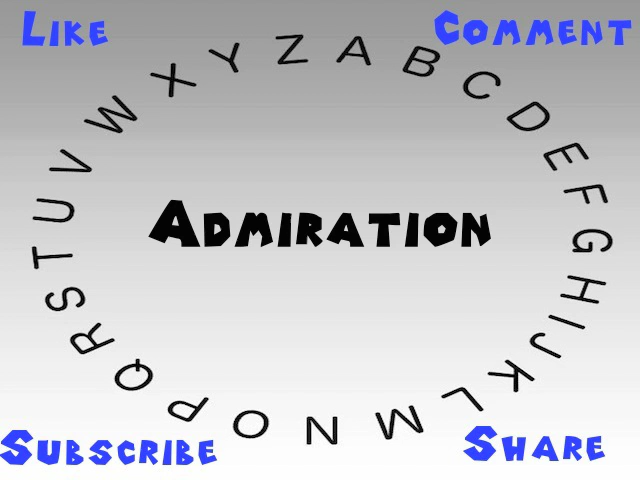 Like
Comment
A B C D E F G H I J K L M N O P Q R S T U V W X Y Z
Admiration
Subscribe
Share